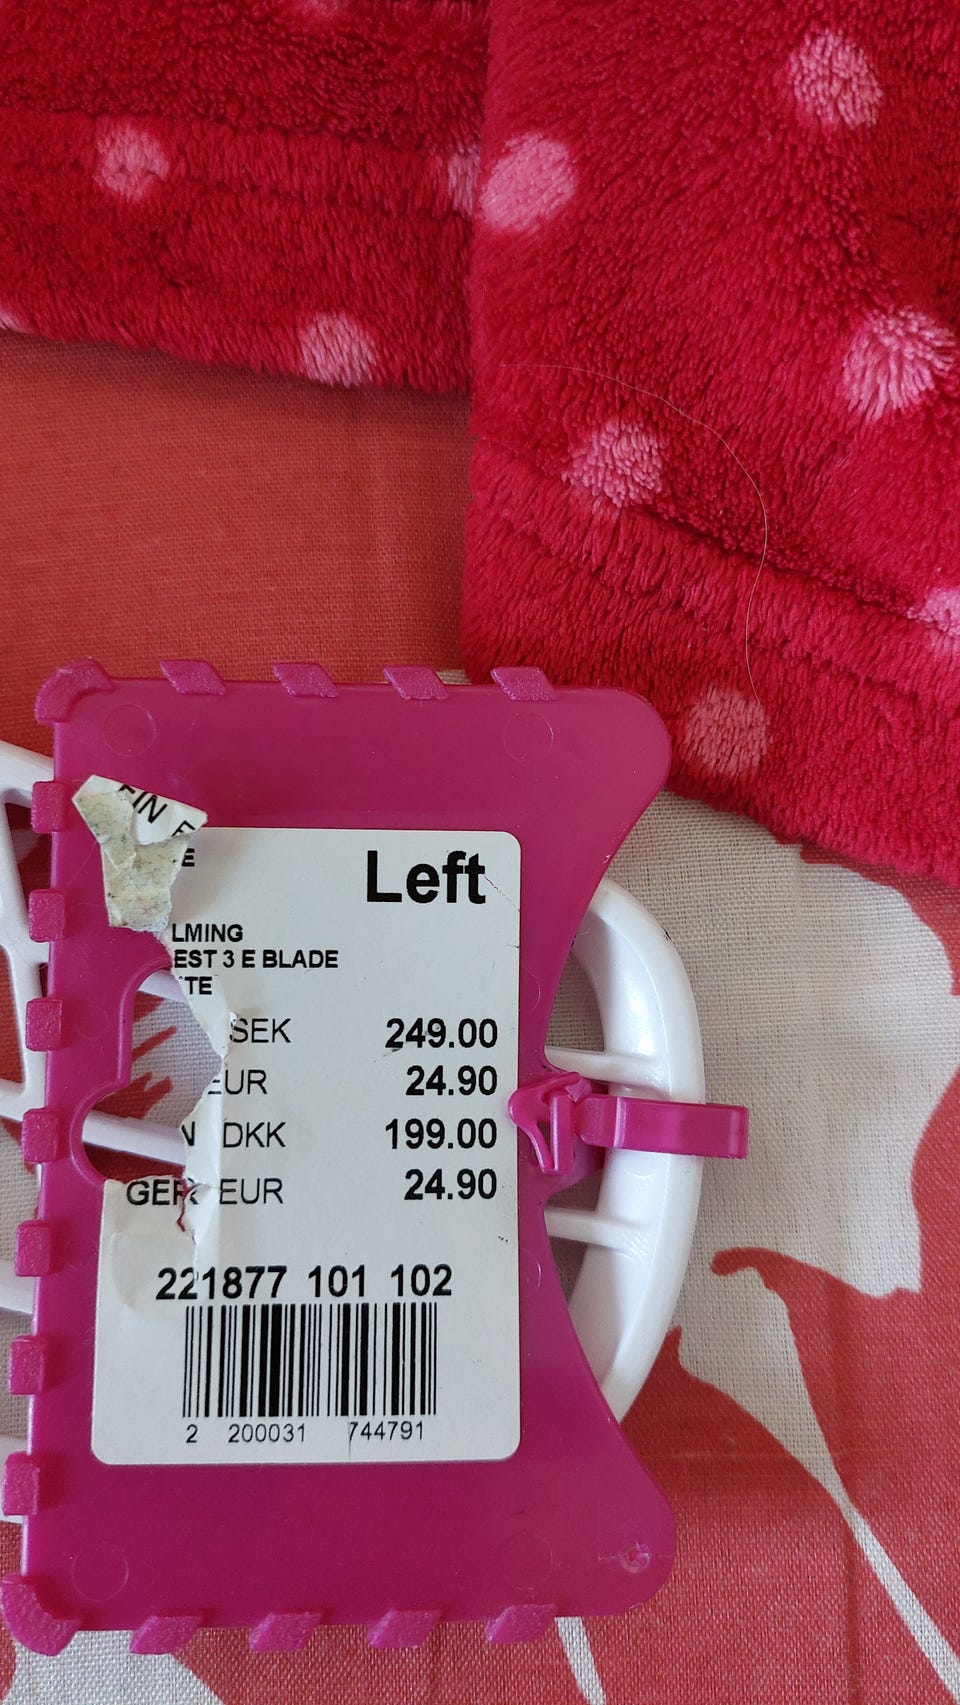 FIN E
E
Left
LMING
EST 3 E BLADE
TE
SEK 249.00
EUR 24.90
N DKK 199.00
GER EUR 24.90
221877 101 102
2 200031 744791